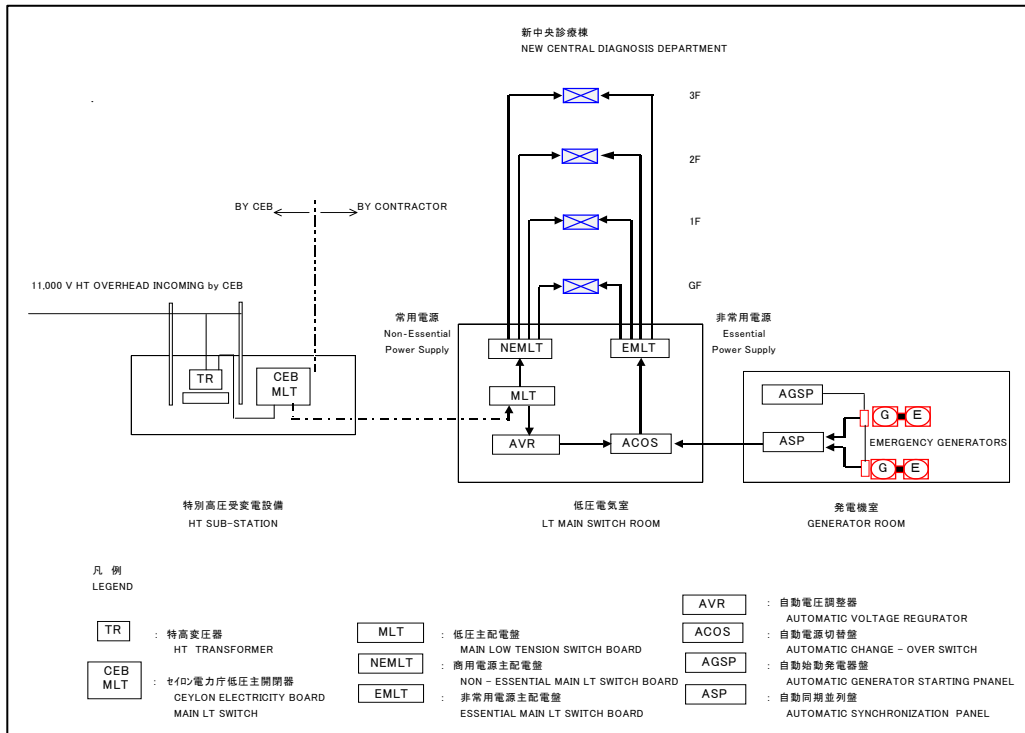 新中央診療棟
NEW CENTRAL DIAGNOSIS DEPARTMENT
3F
2F
BY CEB
BY CONTRACTOR
1F
11,000 V HT OVERHEAD INCOMING by CEB
GF
常用電源
Non-Essential
Power Supply
非常用電源
Essential
Power Supply
NEMLT
EMLT
TR
CEB
MLT
MLT
AVR
ACOS
AGSP
ASP
G
E
EMERGENCY GENERATORS
G
E
特別高圧受変電設備
HT SUB-STATION
低圧電気室
LT MAIN SWITCH ROOM
発電機室
GENERATOR ROOM
凡 例
LEGEND
TR
: 特高変圧器
HT TRANSFORMER
CEB
MLT
: セイロン電力庁低圧主開閉器
CEYLON ELECTRICITY BOARD
MAIN LT SWITCH
MLT
: 低圧主配電盤
MAIN LOW TENSION SWITCH BOARD
NEMLT
: 商用電源主配電盤
NON - ESSENTIAL MAIN LT SWITCH BOARD
EMLT
: 非常用電源主配電盤
ESSENTIAL MAIN LT SWITCH BOARD
AVR
: 自動電圧調整器
AUTOMATIC VOLTAGE REGURATOR
ACOS
: 自動電源切替盤
AUTOMATIC CHANGE - OVER SWITCH
AGSP
: 自動始動発電器盤
AUTOMATIC GENERATOR STARTING PNANEL
ASP
: 自動同期並列盤
AUTOMATIC SYNCHRONIZATION PANEL